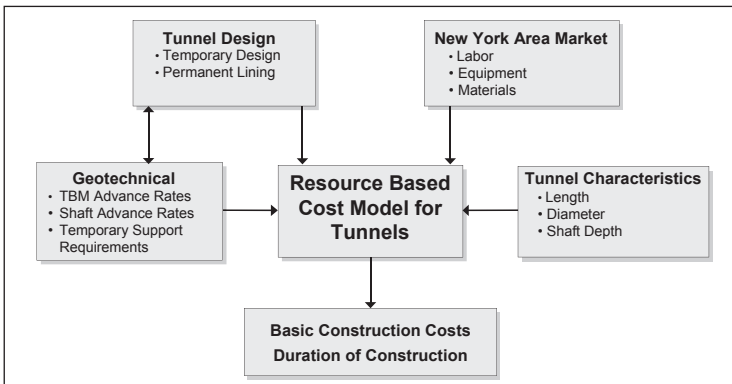 Tunnel Design
• Temporary Design
• Permanent Lining
New York Area Market
• Labor
• Equipment
• Materials
Geotechnical
• TBM Advance Rates
• Shaft Advance Rates
• Temporary Support
Requirements
Resource Based
Cost Model for
Tunnels
Tunnel Characteristics
• Length
• Diameter
• Shaft Depth
Basic Construction Costs
Duration of Construction